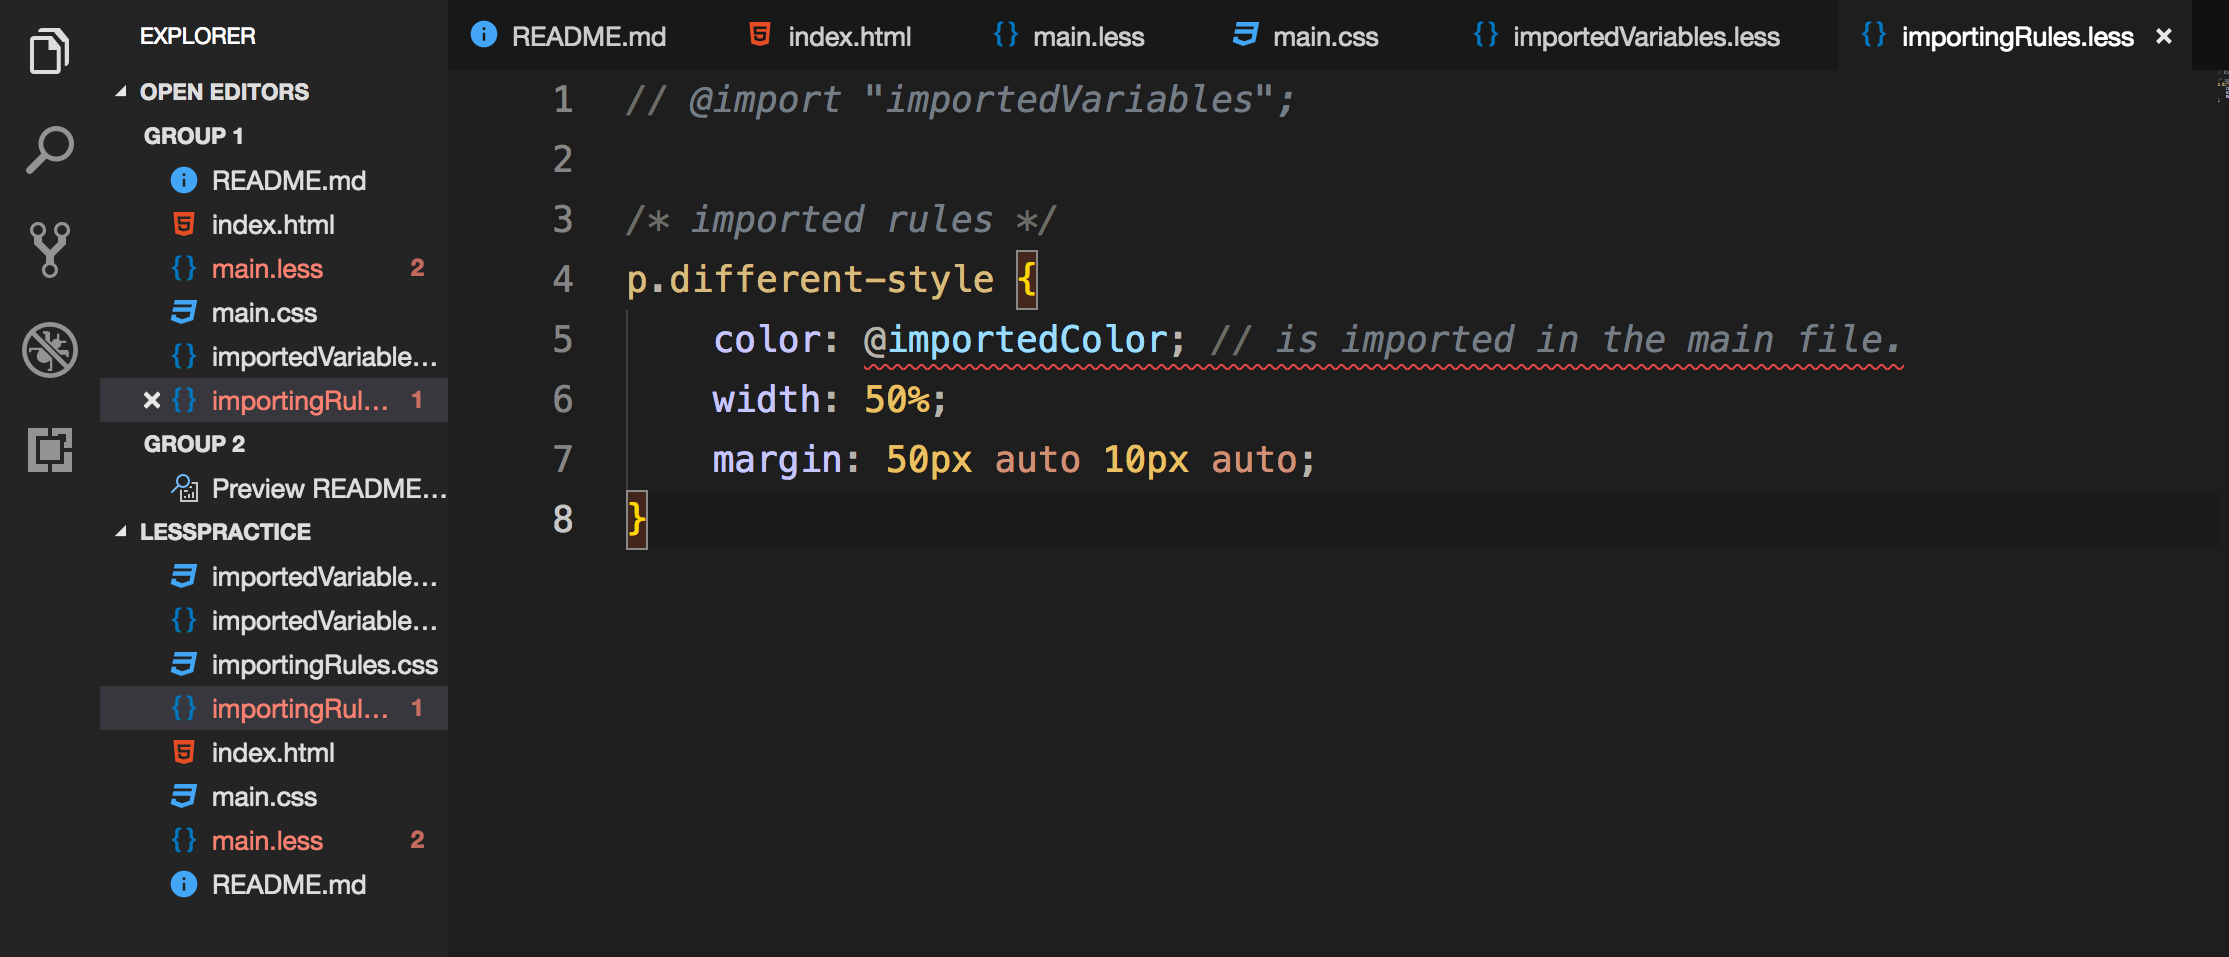 EXPLORER
OPEN EDITORS
GROUP 1
README.md
index.html
main.less 2
main.css
importedVariable...
importingRul... 1
GROUP 2
Preview README...
LESSPRACTICE
importedVariable...
importedVariable...
importingRules.css
importingRul... 1
index.html
main.css
main.less 2
README.md
README.md index.html main.less main.css importedVariables.less importingRules.less
1 // @import "importedVariables";
2
3 /* imported rules */
4 p.different-style {
5 color: @importedColor; // is imported in the main file.
6 width: 50%;
7 margin: 50px auto 10px auto;
8 }